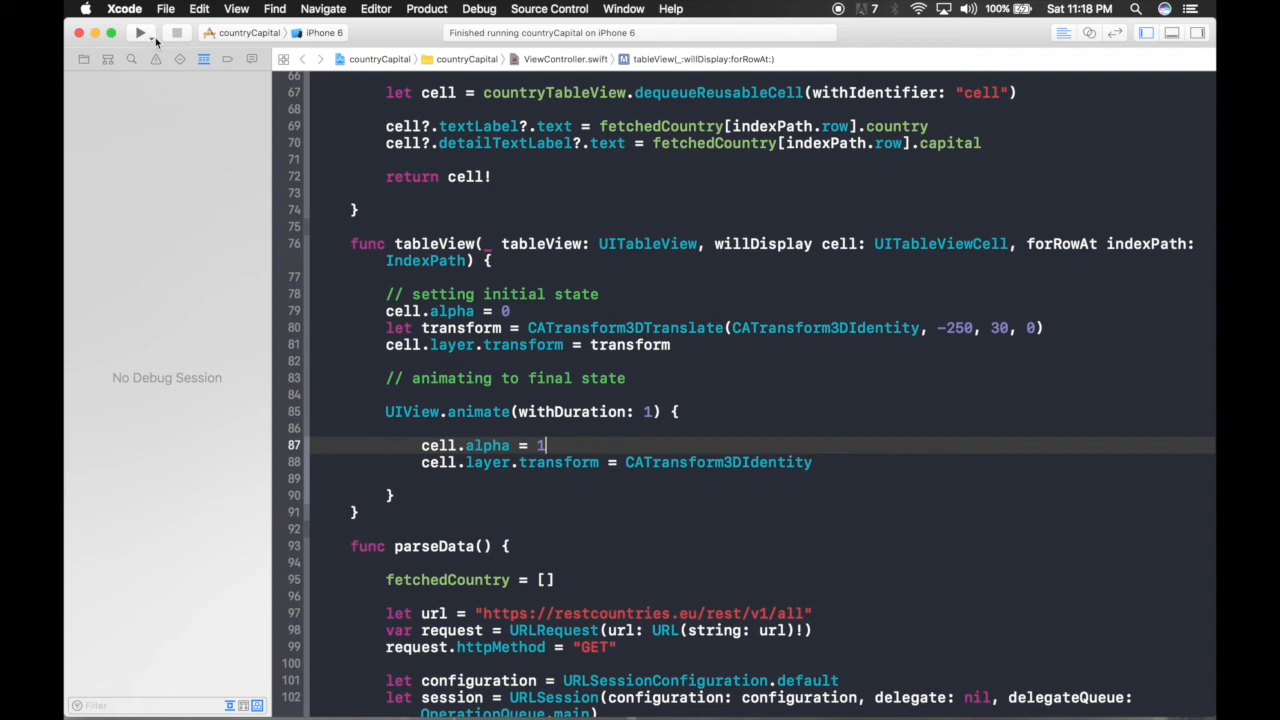 Xcode File Edit View Find Navigate Editor Product Debug Source Control Window Help 7 100% Sat 11:18 PM
countryCapital iPhone 6 Finished running countryCapital on iPhone 6
countryCapital countryCapital ViewController.swift M tableView(_:willDisplay:forRowAt:)
66
67 let cell = countryTableView.dequeueReusableCell(withIdentifier: "cell")
68
69 cell?.textLabel?.text = fetchedCountry[indexPath.row].country
70 cell?.detailTextLabel?.text = fetchedCountry[indexPath.row].capital
71
72 return cell!
73
74 }
75
76 func tableView(_ tableView: UITableView, willDisplay cell: UITableViewCell, forRowAt indexPath:
IndexPath) {
77
78 // setting initial state
79 cell.alpha = 0
80 let transform = CATransform3DTranslate(CATransform3DIdentity, -250, 30, 0)
81 cell.layer.transform = transform
82
83 // animating to final state
84
85 UIView.animate(withDuration: 1) {
86
87 cell.alpha = 1
88 cell.layer.transform = CATransform3DIdentity
89
90 }
91 }
92
93 func parseData() {
94
95 fetchedCountry = []
96
97 let url = "https://restcountries.eu/rest/v1/all"
98 var request = URLRequest(url: URL(string: url)!)
99 request.httpMethod = "GET"
100
101 let configuration = URLSessionConfiguration.default
102 let session = URLSession(configuration: configuration, delegate: nil, delegateQueue:
OperationQueue.main)
No Debug Session
Filter